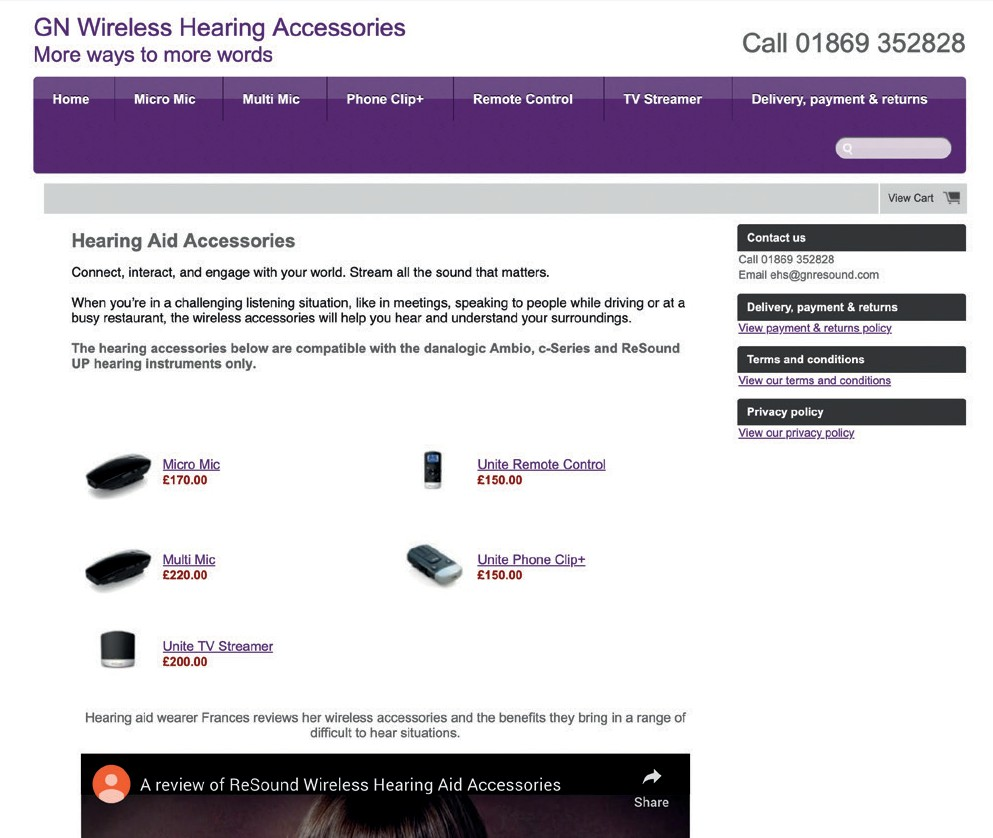 GN Wireless Hearing Accessories
More ways to more words
Call 01869 352828
Home
Micro Mic
Multi Mic
Phone Clip+
Remote Control
TV Streamer
Delivery, payment & returns
View Cart
Hearing Aid Accessories
Connect, interact, and engage with your world. Stream all the sound that matters.
When you're in a challenging listening situation, like in meetings, speaking to people while driving or at a
busy restaurant, the wireless accessories will help you hear and understand your surroundings.
The hearing accessories below are compatible with the danalogic Ambio, c-Series and ReSound
UP hearing instruments only.
Micro Mic
£170.00
Unite Remote Control
£150.00
Multi Mic
£220.00
Unite Phone Clip+
£150.00
Unite TV Streamer
£200.00
Hearing aid wearer Frances reviews her wireless accessories and the benefits they bring in a range of
difficult to hear situations.
A review of ReSound Wireless Hearing Aid Accessories
Share
Contact us
Call 01869 352828
Email ehs@gnresound.com
Delivery, payment & returns
View payment & returns policy
Terms and conditions
View our terms and conditions
Privacy policy
View our privacy policy